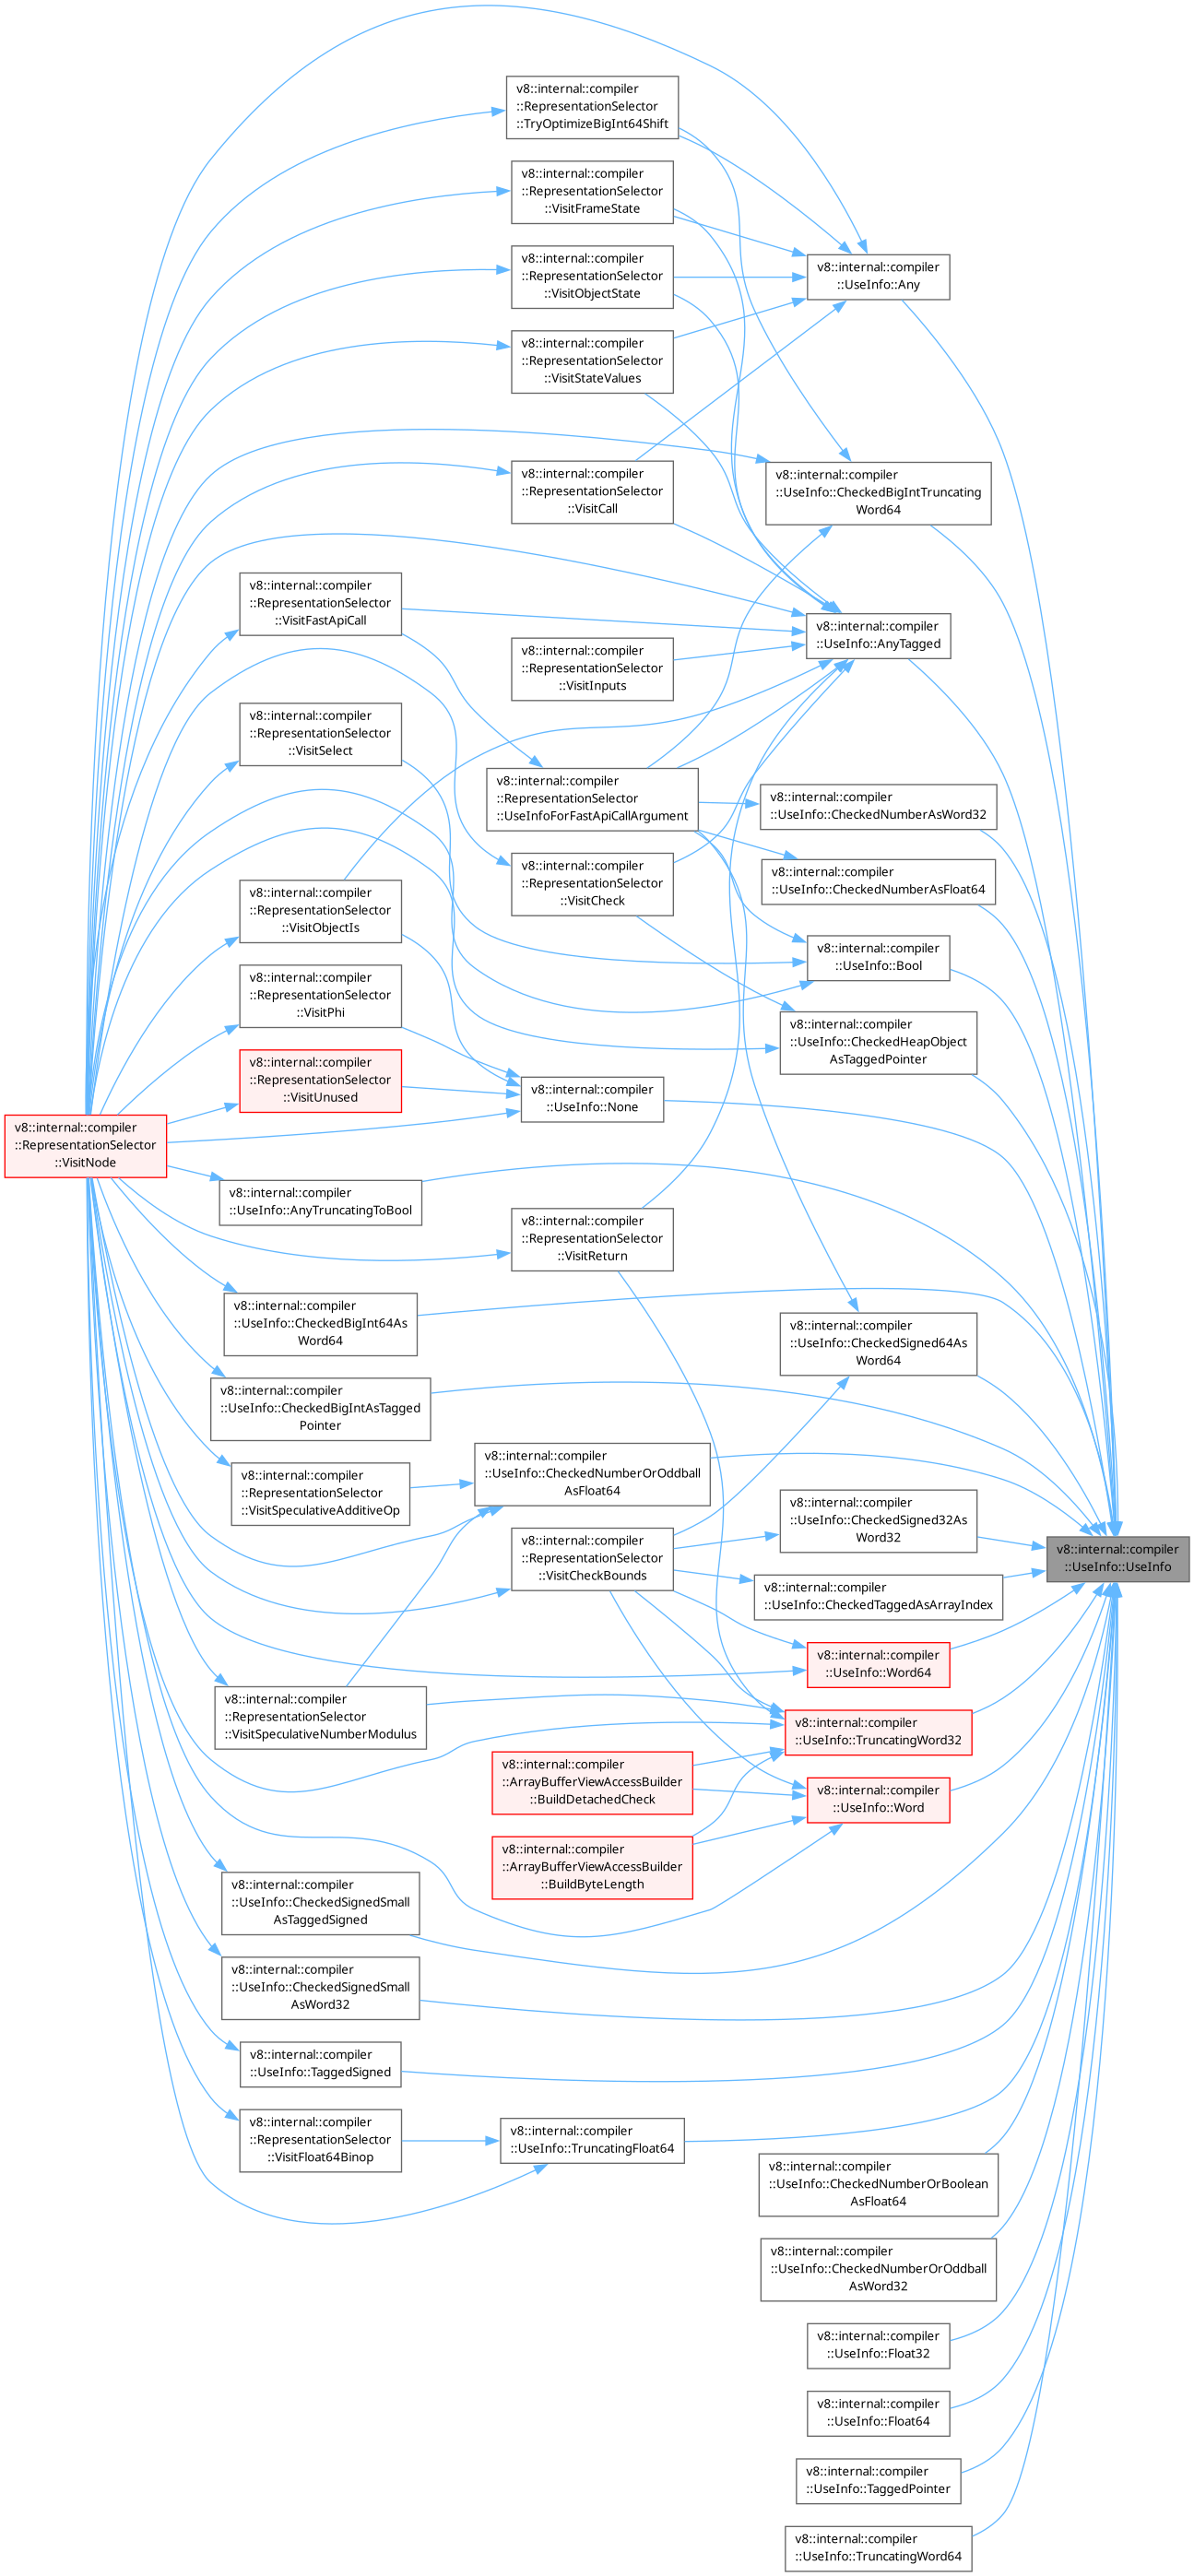 v8::internal::compiler
::RepresentationSelector
::TryOptimizeBigInt64Shift
v8::internal::compiler
::RepresentationSelector
::VisitFrameState
v8::internal::compiler
::RepresentationSelector
::VisitObjectState
v8::internal::compiler
::UseInfo::Any
v8::internal::compiler
::RepresentationSelector
::VisitStateValues
v8::internal::compiler
::RepresentationSelector
::VisitCall
v8::internal::compiler
::UseInfo::CheckedBigIntTruncating
Word64
v8::internal::compiler
::RepresentationSelector
::VisitFastApiCall
v8::internal::compiler
::UseInfo::AnyTagged
v8::internal::compiler
::RepresentationSelector
::VisitInputs
v8::internal::compiler
::RepresentationSelector
::VisitSelect
v8::internal::compiler
::RepresentationSelector
::UseInfoForFastApiCallArgument
v8::internal::compiler
::UseInfo::CheckedNumberAsWord32
v8::internal::compiler
::RepresentationSelector
::VisitCheck
v8::internal::compiler
::UseInfo::CheckedNumberAsFloat64
v8::internal::compiler
::RepresentationSelector
::VisitObjectIs
v8::internal::compiler
::UseInfo::Bool
v8::internal::compiler
::RepresentationSelector
::VisitPhi
v8::internal::compiler
::UseInfo::CheckedHeapObject
AsTaggedPointer
v8::internal::compiler
::RepresentationSelector
::VisitUnused
v8::internal::compiler
::UseInfo::None
v8::internal::compiler
::RepresentationSelector
::VisitNode
v8::internal::compiler
::UseInfo::AnyTruncatingToBool
v8::internal::compiler
::RepresentationSelector
::VisitReturn
v8::internal::compiler
::UseInfo::CheckedBigInt64As
Word64
v8::internal::compiler
::UseInfo::CheckedSigned64As
Word64
v8::internal::compiler
::UseInfo::CheckedBigIntAsTagged
Pointer
v8::internal::compiler
::UseInfo::CheckedNumberOrOddball
AsFloat64
v8::internal::compiler
::RepresentationSelector
::VisitSpeculativeAdditiveOp
v8::internal::compiler
::UseInfo::CheckedSigned32As
Word32
v8::internal::compiler
::RepresentationSelector
::VisitCheckBounds
v8::internal::compiler
::UseInfo::UseInfo
v8::internal::compiler
::UseInfo::CheckedTaggedAsArrayIndex
v8::internal::compiler
::UseInfo::Word64
v8::internal::compiler
::RepresentationSelector
::VisitSpeculativeNumberModulus
v8::internal::compiler
::UseInfo::TruncatingWord32
v8::internal::compiler
::ArrayBufferViewAccessBuilder
::BuildDetachedCheck
v8::internal::compiler
::UseInfo::Word
v8::internal::compiler
::ArrayBufferViewAccessBuilder
::BuildByteLength
v8::internal::compiler
::UseInfo::CheckedSignedSmall
AsTaggedSigned
v8::internal::compiler
::UseInfo::CheckedSignedSmall
AsWord32
v8::internal::compiler
::UseInfo::TaggedSigned
v8::internal::compiler
::RepresentationSelector
::VisitFloat64Binop
v8::internal::compiler
::UseInfo::TruncatingFloat64
v8::internal::compiler
::UseInfo::CheckedNumberOrBoolean
AsFloat64
v8::internal::compiler
::UseInfo::CheckedNumberOrOddball
AsWord32
v8::internal::compiler
::UseInfo::Float32
v8::internal::compiler
::UseInfo::Float64
v8::internal::compiler
::UseInfo::TaggedPointer
v8::internal::compiler
::UseInfo::TruncatingWord64